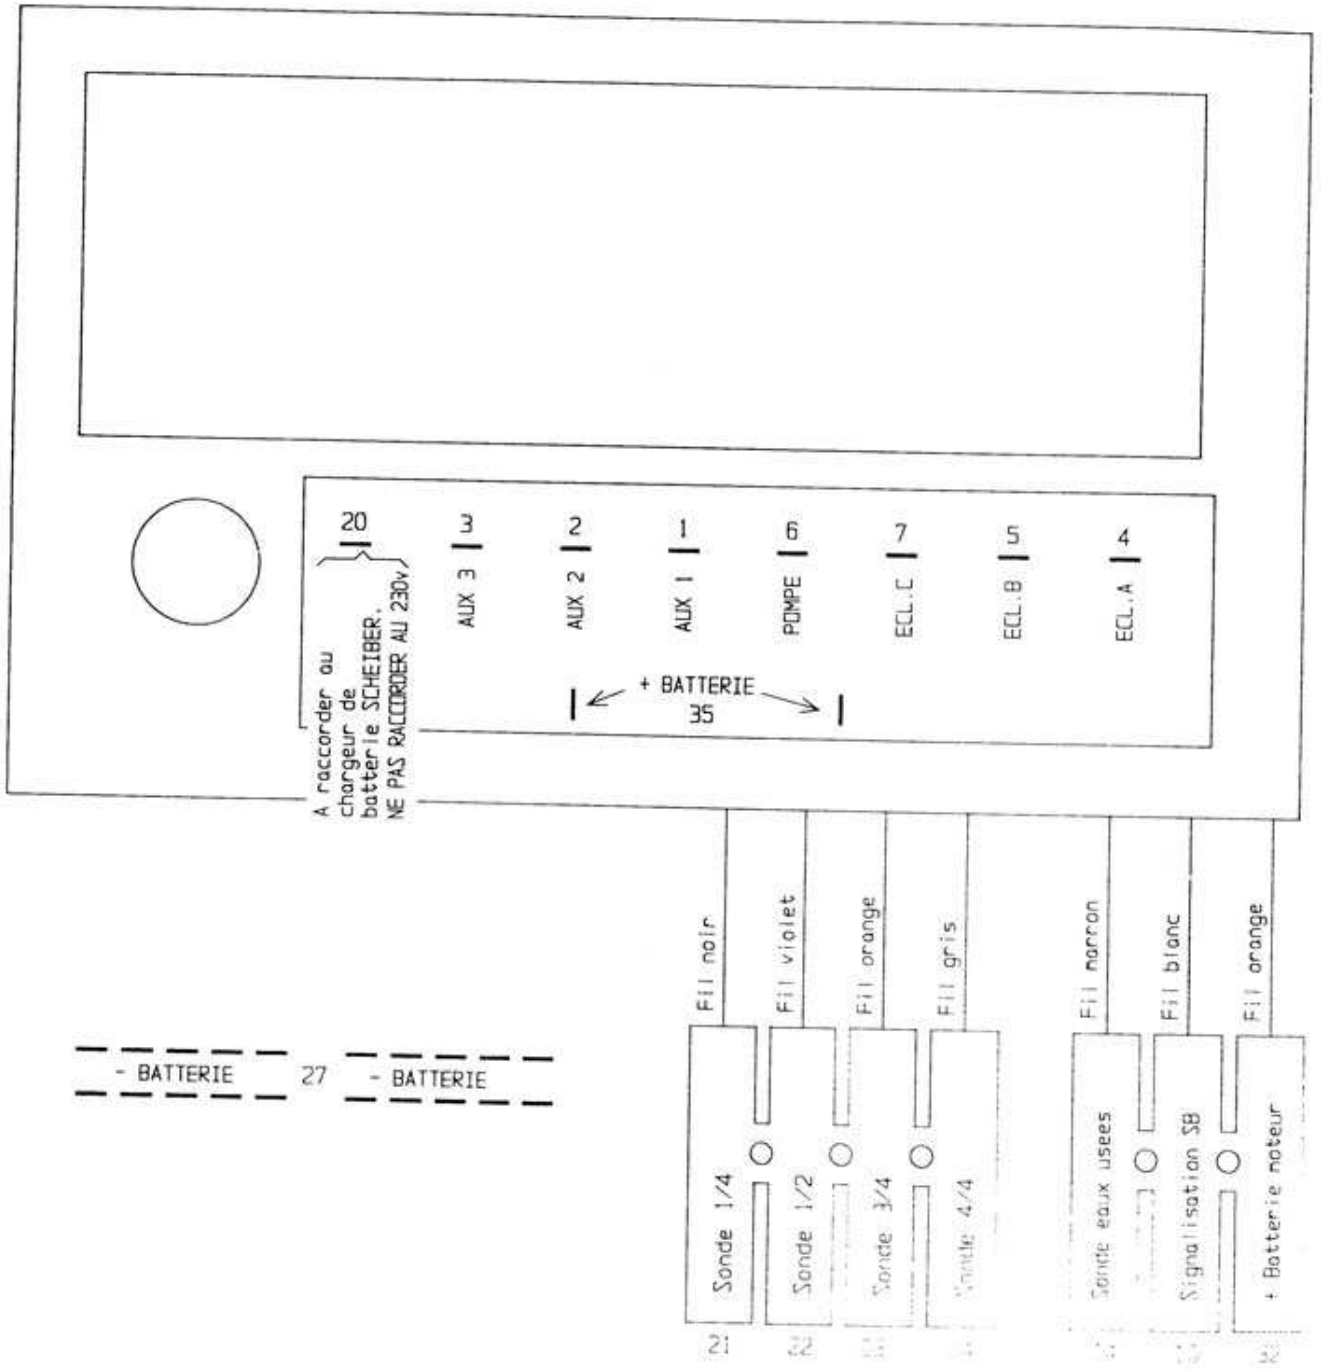 20
3
2
1
6
7
5
4
A raccorder au
chargeur de
batterie SCHEIBER.
NE PAS RACCORDER AU 230v
AUX 3
AUX 2
AUX 1
POMPE
ECL.C
ECL.B
ECL.A
+ BATTERIE
35
Fil noir
Fil violet
Fil orange
Fil gris
Fil marron
Fil blanc
Fil orange
- BATTERIE
27
- BATTERIE
Sonde 1/4
Sonde 1/2
Sonde 3/4
Sonde 4/4
Sonde eaux usees
Signalisation SB
+ Batterie moteur
21
22